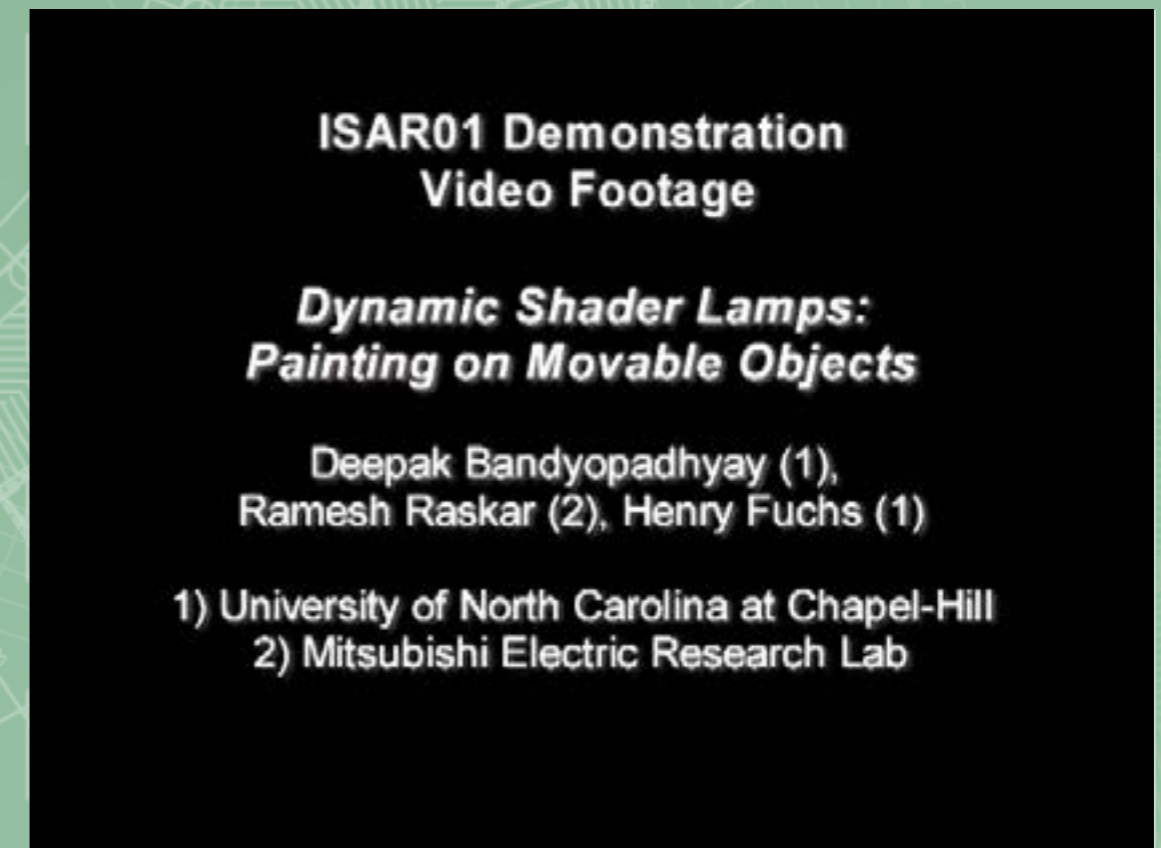 ISAR01 Demonstration
Video Footage
Dynamic Shader Lamps:
Painting on Movable Objects
Deepak Bandyopadhyay (1),
Ramesh Raskar (2), Henry Fuchs (1)
1) University of North Carolina at Chapel-Hill
2) Mitsubishi Electric Research Lab